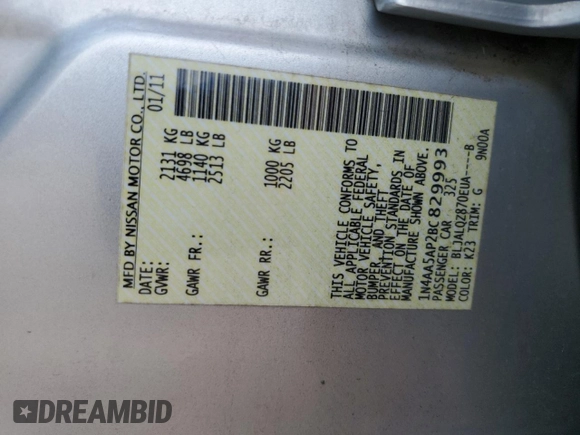 MFD BY NISSAN MOTOR CO., LTD.
DATE: 01/11
GVWR: 2131 KG
4698 LB
GAWR FR.: 1140 KG
2513 LB
GAWR RR.: 1000 KG
2205 LB
THIS VEHICLE CONFORMS TO
ALL APPLICABLE FEDERAL
MOTOR VEHICLE SAFETY,
BUMPER, AND THEFT
PREVENTION STANDARDS IN
EFFECT ON THE DATE OF
MANUFACTURE SHOWN ABOVE.
1N4AA5AP2BC829993
PASSENGER CAR 325
MODEL: BLJALQZ870EUA----B
COLOR: K23 TRIM: G 9N00A
DREAMBID